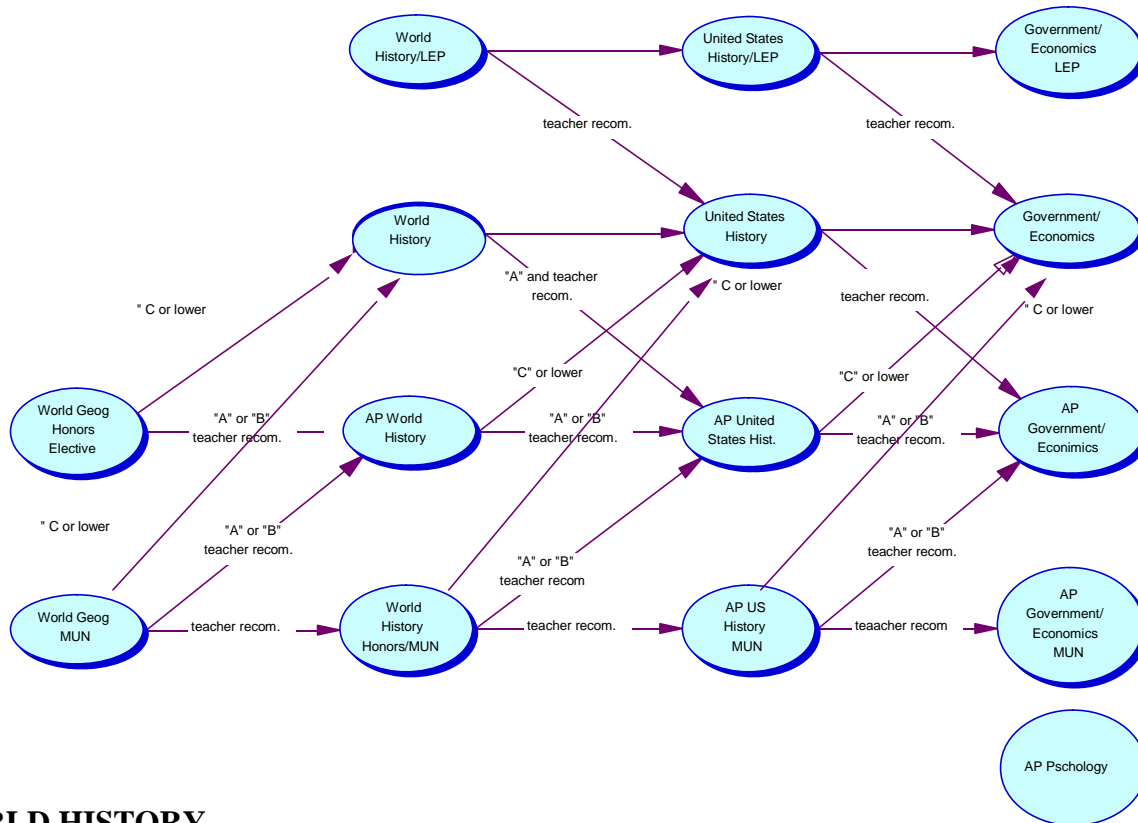 World
History/LEP
United States
History/LEP
Government/
Economics
LEP
teacher recom.
teacher recom.
World
History
United States
History
Government/
Economics
"A" and teacher
recom.
" C or lower
teacher recom.
" C or lower
" C or lower
"C" or lower
"C" or lower
World Geog
Honors
Elective
"A" or "B"
teacher recom.
AP World
History
"A" or "B"
teacher recom.
AP United
States Hist.
"A" or "B"
teacher recom.
AP
Government/
Econimics
" C or lower
"A" or "B"
teacher recom.
"A" or "B"
teacher recom
"A" or "B"
teacher recom.
World Geog
MUN
teacher recom.
World
History
Honors/MUN
teacher recom.
AP US
History
MUN
teaacher recom
AP
Government/
Economics
MUN
AP Pschology
RLD HISTORY